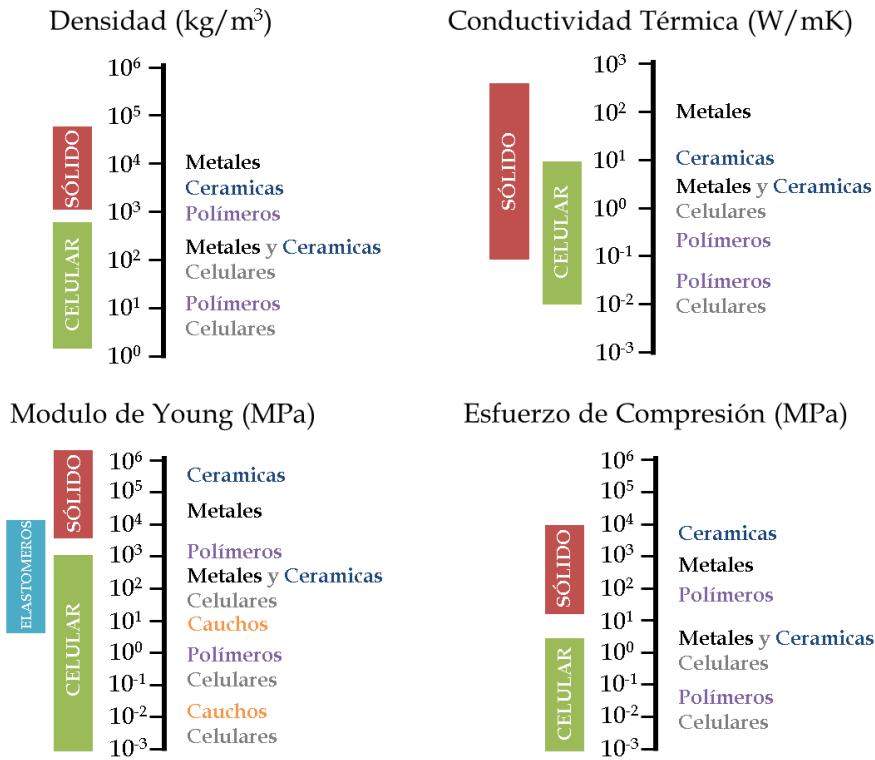 Densidad (kg/m³)
SÓLIDO
CELULAR
10⁶
10⁵
10⁴
10³
10²
10¹
10⁰
Metales
Ceramicas
Polímeros
Metales y Ceramicas
Celulares
Polímeros
Celulares
Conductividad Térmica (W/mK)
SÓLIDO
CELULAR
10³
10²
10¹
10⁰
10⁻¹
10⁻²
10⁻³
Metales
Ceramicas
Metales y Ceramicas
Celulares
Polímeros
Polímeros
Celulares
Modulo de Young (MPa)
ELASTOMEROS
SÓLIDO
CELULAR
10⁶
10⁵
10⁴
10³
10²
10¹
10⁰
10⁻¹
10⁻²
10⁻³
Ceramicas
Metales
Polímeros
Metales y Ceramicas
Celulares
Cauchos
Polímeros
Celulares
Cauchos
Celulares
Esfuerzo de Compresión (MPa)
SÓLIDO
CELULAR
10⁶
10⁵
10⁴
10³
10²
10¹
10⁰
10⁻¹
10⁻²
10⁻³
Ceramicas
Metales
Polímeros
Metales y Ceramicas
Celulares
Polímeros
Celulares